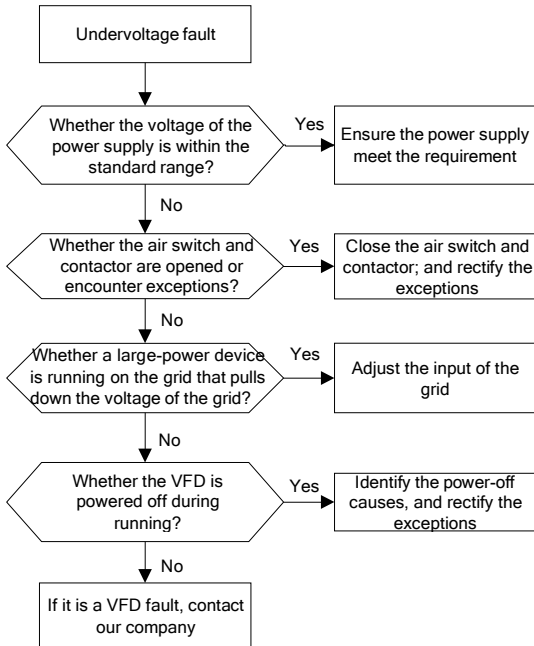 Undervoltage fault
Whether the voltage of the
power supply is within the
standard range?
Yes
Ensure the power supply
meet the requirement
No
Whether the air switch and
contactor are opened or
encounter exceptions?
Yes
Close the air switch and
contactor; and rectify the
exceptions
No
Whether a large-power device
is running on the grid that pulls
down the voltage of the grid?
Yes
Adjust the input of the
grid
No
Whether the VFD is
powered off during
running?
Yes
Identify the power-off
causes, and rectify the
exceptions
No
If it is a VFD fault, contact
our company